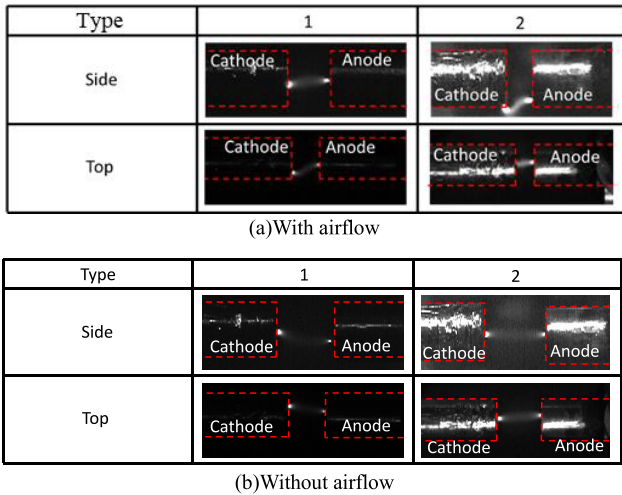 Type 1 2
Side Cathode Anode Cathode Anode
Top Cathode Anode Cathode Anode
(a)With airflow
Type 1 2
Side Cathode Anode Cathode Anode
Top Cathode Anode Cathode Anode
(b)Without airflow